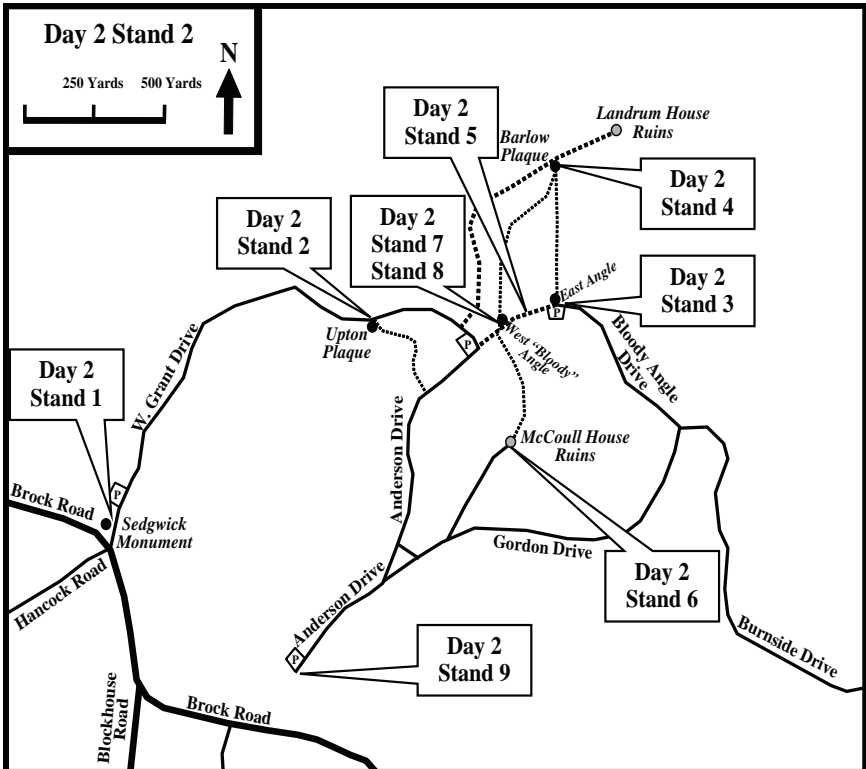 Day 2 Stand 2
N
250 Yards 500 Yards
Day 2
Stand 5
Landrum House
Ruins
Barlow
Plaque
Day 2
Stand 4
Day 2
Stand 2
Day 2
Stand 7
Stand 8
East Angle
Day 2
Stand 3
P
Upton
Plaque
P
West "Bloody"
Angle
Bloody Angle
Drive
W. Grant Drive
Day 2
Stand 1
Anderson Drive
McCoull House
Ruins
P
Brock Road
Sedgwick
Monument
Gordon Drive
Hancock Road
Day 2
Stand 6
Anderson Drive
P
Day 2
Stand 9
Burnside Drive
Blockhouse
Road
Brock Road